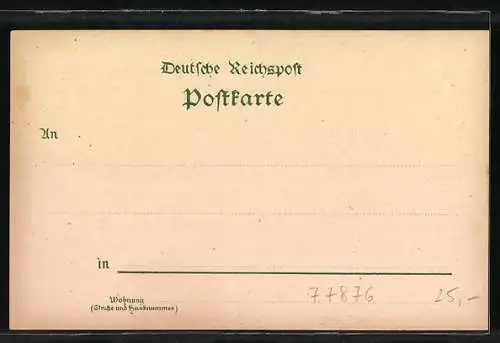 Deutsche Reichspost
Postkarte
An
in
Wohnung
(Straße und Hausnummer)
77876 25,-